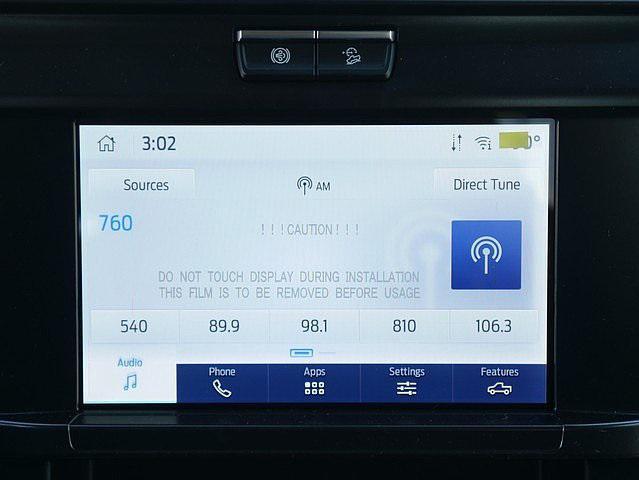 3:02
Sources
AM
Direct Tune
760
!!!CAUTION!!!
DO NOT TOUCH DISPLAY DURING INSTALLATION
THIS FILM IS TO BE REMOVED BEFORE USAGE
540 89.9 98.1 810 106.3
Audio Phone Apps Settings Features